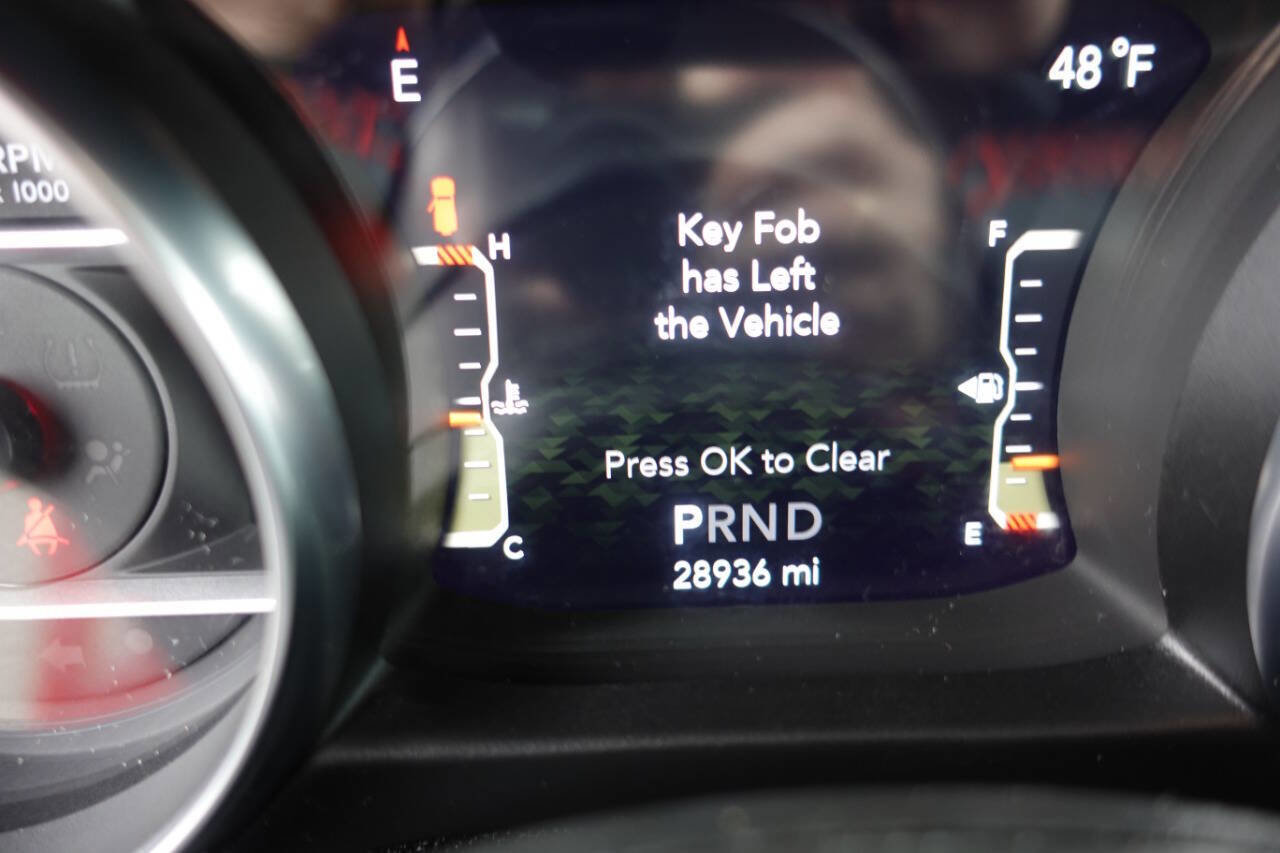 E
48°F
RPM
x 1000
H
F
Key Fob
has Left
the Vehicle
Press OK to Clear
PRND
E
C
28936 mi